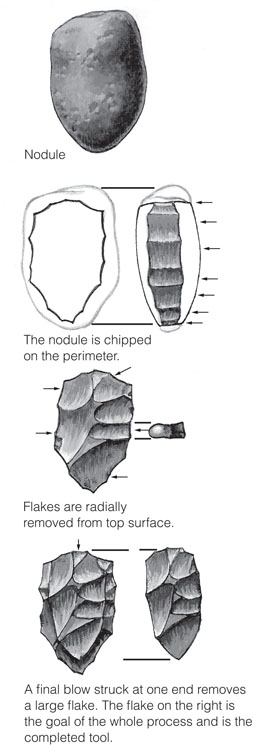 Nodule
The nodule is chipped
on the perimeter.
Flakes are radially
removed from top surface.
A final blow struck at one end removes
a large flake. The flake on the right is
the goal of the whole process and is the
completed tool.